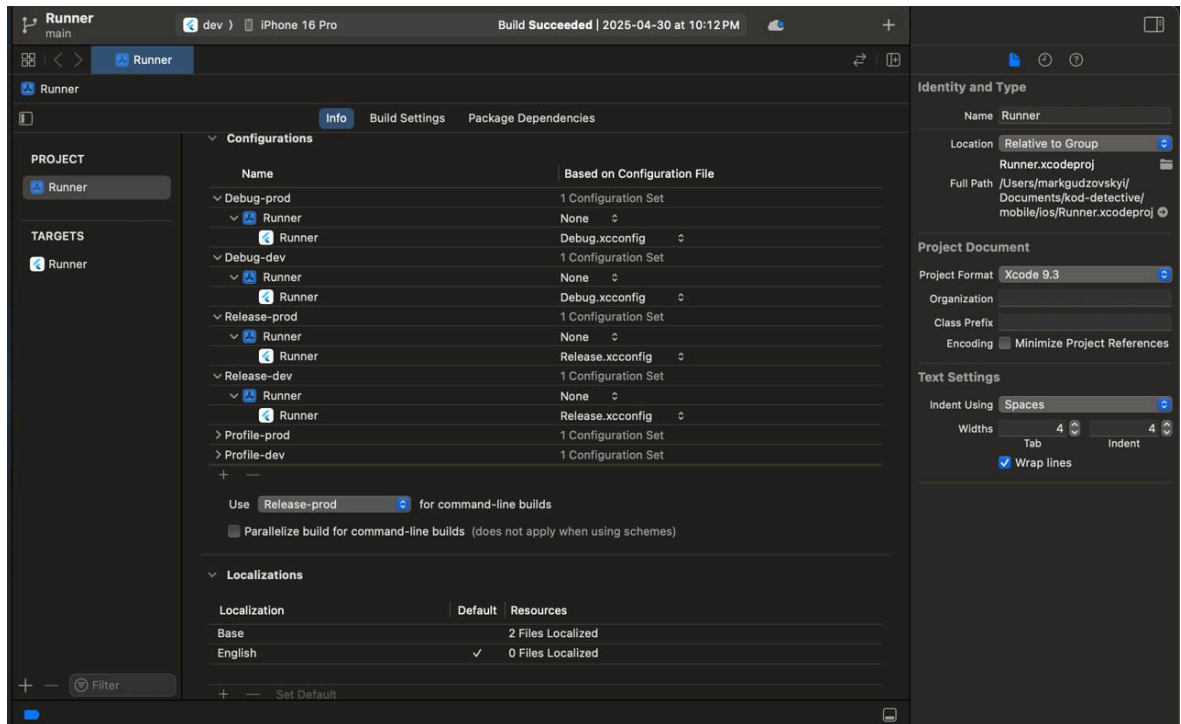 Runner
main
dev
iPhone 16 Pro
Build Succeeded | 2025-04-30 at 10:12 PM
Runner
Runner
Info
Build Settings
Package Dependencies
PROJECT
Runner
TARGETS
Runner
Filter
Configurations
Name
Based on Configuration File
Debug-prod
1 Configuration Set
Runner
None
Runner
Debug.xcconfig
Debug-dev
1 Configuration Set
Runner
None
Runner
Debug.xcconfig
Release-prod
1 Configuration Set
Runner
None
Runner
Release.xcconfig
Release-dev
1 Configuration Set
Runner
None
Runner
Release.xcconfig
Profile-prod
1 Configuration Set
Profile-dev
1 Configuration Set
Use Release-prod for command-line builds
Parallelize build for command-line builds (does not apply when using schemes)
Localizations
Localization
Default
Resources
Base
2 Files Localized
English
0 Files Localized
Set Default
Identity and Type
Name Runner
Location Relative to Group
Runner.xcodeproj
Full Path /Users/markgudzovskyi/
Documents/kod-detective/
mobile/ios/Runner.xcodeproj
Project Document
Project Format Xcode 9.3
Organization
Class Prefix
Encoding Minimize Project References
Text Settings
Indent Using Spaces
Widths 4 4
Tab Indent
Wrap lines